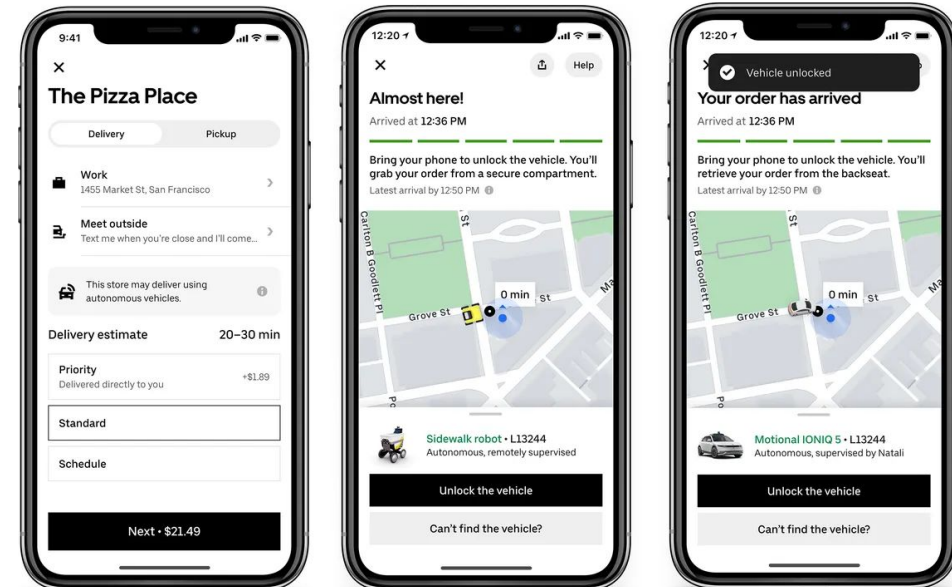 9:41
The Pizza Place
Delivery
Pickup
Work
1455 Market St, San Francisco
Meet outside
Text me when you're close and I'll come...
This store may deliver using
autonomous vehicles.
Delivery estimate
20–30 min
Priority
Delivered directly to you
+$1.89
Standard
Schedule
Next • $21.49
12:20
Help
Almost here!
Arrived at 12:36 PM
Bring your phone to unlock the vehicle. You'll
grab your order from a secure compartment.
Latest arrival by 12:50 PM
Carlton B Goodlett Pl
St
0 min
St
Grove St
Sidewalk robot • L13244
Autonomous, remotely supervised
Unlock the vehicle
Can't find the vehicle?
12:20
Vehicle unlocked
Your order has arrived
Arrived at 12:36 PM
Bring your phone to unlock the vehicle. You'll
retrieve your order from the backseat.
Latest arrival by 12:50 PM
Carlton B Goodlett Pl
St
0 min
St
Grove St
Motional IONIQ 5 • L13244
Autonomous, supervised by Natali
Unlock the vehicle
Can't find the vehicle?